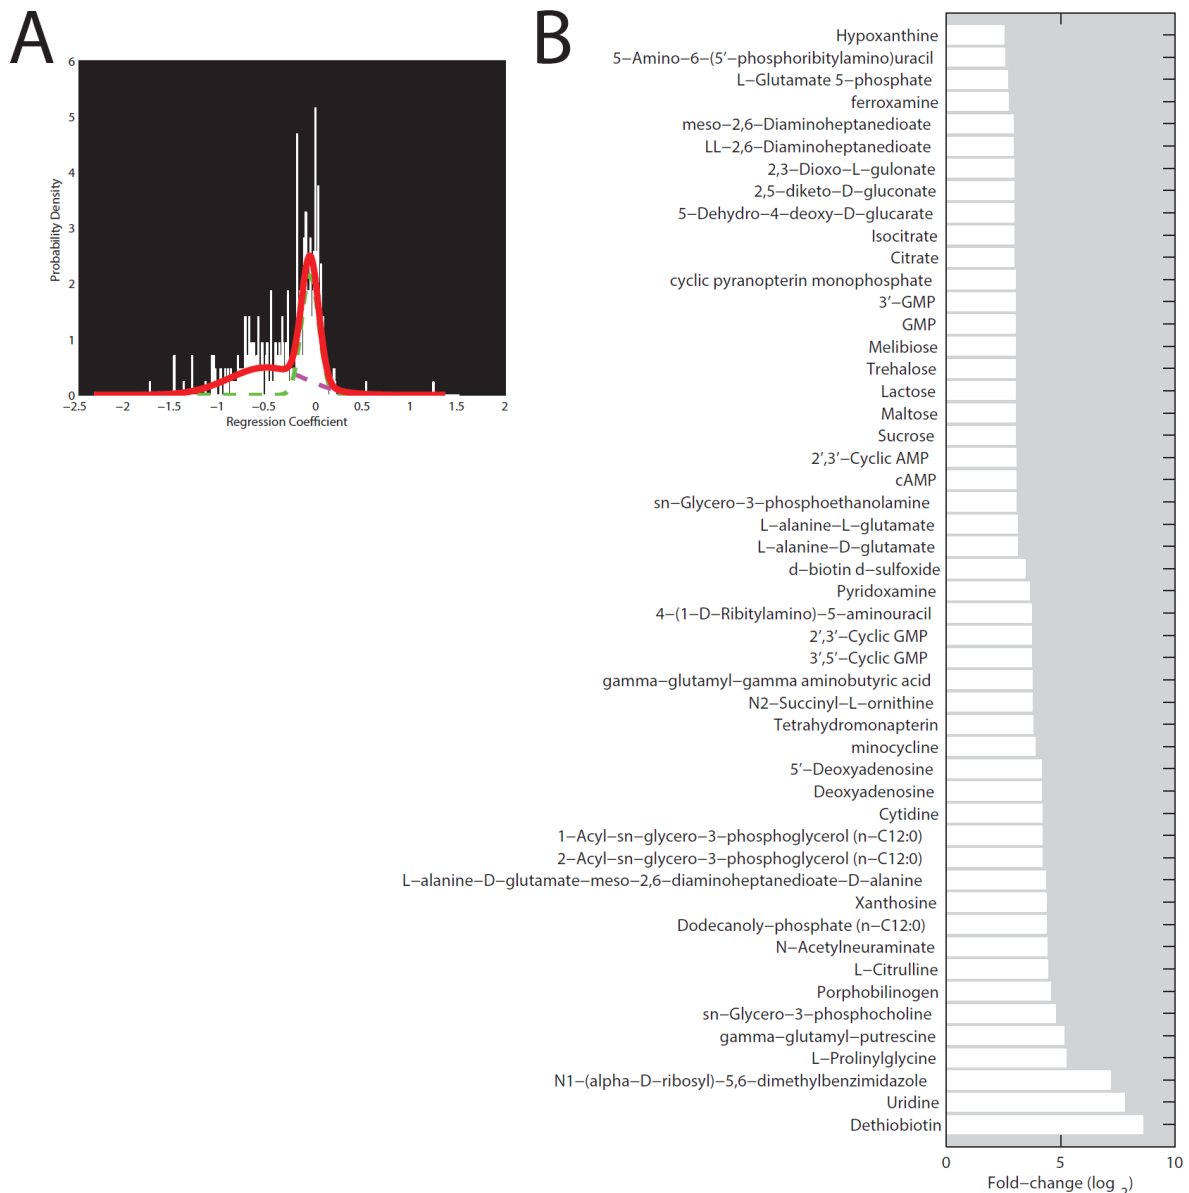 A
B
6
5
4
3
2
1
0
Probability Density
−2.5 −2 −1.5 −1 −0.5 0 0.5 1 1.5 2
Regression Coefficient
Hypoxanthine
5−Amino−6−(5′−phosphoribitylamino)uracil
L−Glutamate 5−phosphate
ferroxamine
meso−2,6−Diaminoheptanedioate
LL−2,6−Diaminoheptanedioate
2,3−Dioxo−L−gulonate
2,5−diketo−D−gluconate
5−Dehydro−4−deoxy−D−glucarate
Isocitrate
Citrate
cyclic pyranopterin monophosphate
3′−GMP
GMP
Melibiose
Trehalose
Lactose
Maltose
Sucrose
2′,3′−Cyclic AMP
cAMP
sn−Glycero−3−phosphoethanolamine
L−alanine−L−glutamate
L−alanine−D−glutamate
d−biotin d−sulfoxide
Pyridoxamine
4−(1−D−Ribitylamino)−5−aminouracil
2′,3′−Cyclic GMP
3′,5′−Cyclic GMP
gamma−glutamyl−gamma aminobutyric acid
N2−Succinyl−L−ornithine
Tetrahydromonapterin
minocycline
5′−Deoxyadenosine
Deoxyadenosine
Cytidine
1−Acyl−sn−glycero−3−phosphoglycerol (n−C12:0)
2−Acyl−sn−glycero−3−phosphoglycerol (n−C12:0)
L−alanine−D−glutamate−meso−2,6−diaminoheptanedioate−D−alanine
Xanthosine
Dodecanoly−phosphate (n−C12:0)
N−Acetylneuraminate
L−Citrulline
Porphobilinogen
sn−Glycero−3−phosphocholine
gamma−glutamyl−putrescine
L−Prolinylglycine
N1−(alpha−D−ribosyl)−5,6−dimethylbenzimidazole
Uridine
Dethiobiotin
0 5 10
Fold−change (log 2)